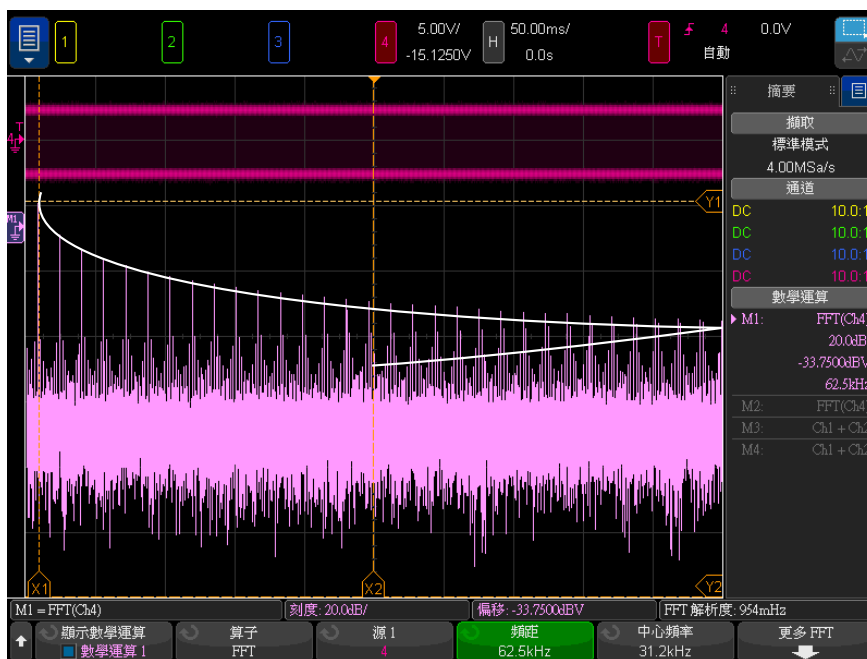 1 2 3 4 5.00V/ H 50.00ms/ T 4 0.0V
-15.1250V 0.0s 自動
摘要
擷取
標準模式
4.00MSa/s
通道
DC 10.0:1
DC 10.0:1
DC 10.0:1
DC 10.0:1
數學運算
M1: FFT(Ch4)
20.0dB
-33.7500dBV
62.5kHz
M2: FFT(Ch4)
M3: Ch1 + Ch2
M4: Ch1 + Ch2
T
4
M1
Y1
X1 X2 Y2
M1 = FFT(Ch4) 刻度: 20.0dB/ 偏移: -33.7500dBV FFT 解析度: 954mHz
顯示數學運算 算子 源 1 頻距 中心頻率 更多 FFT
數學運算 1 FFT 4 62.5kHz 31.2kHz